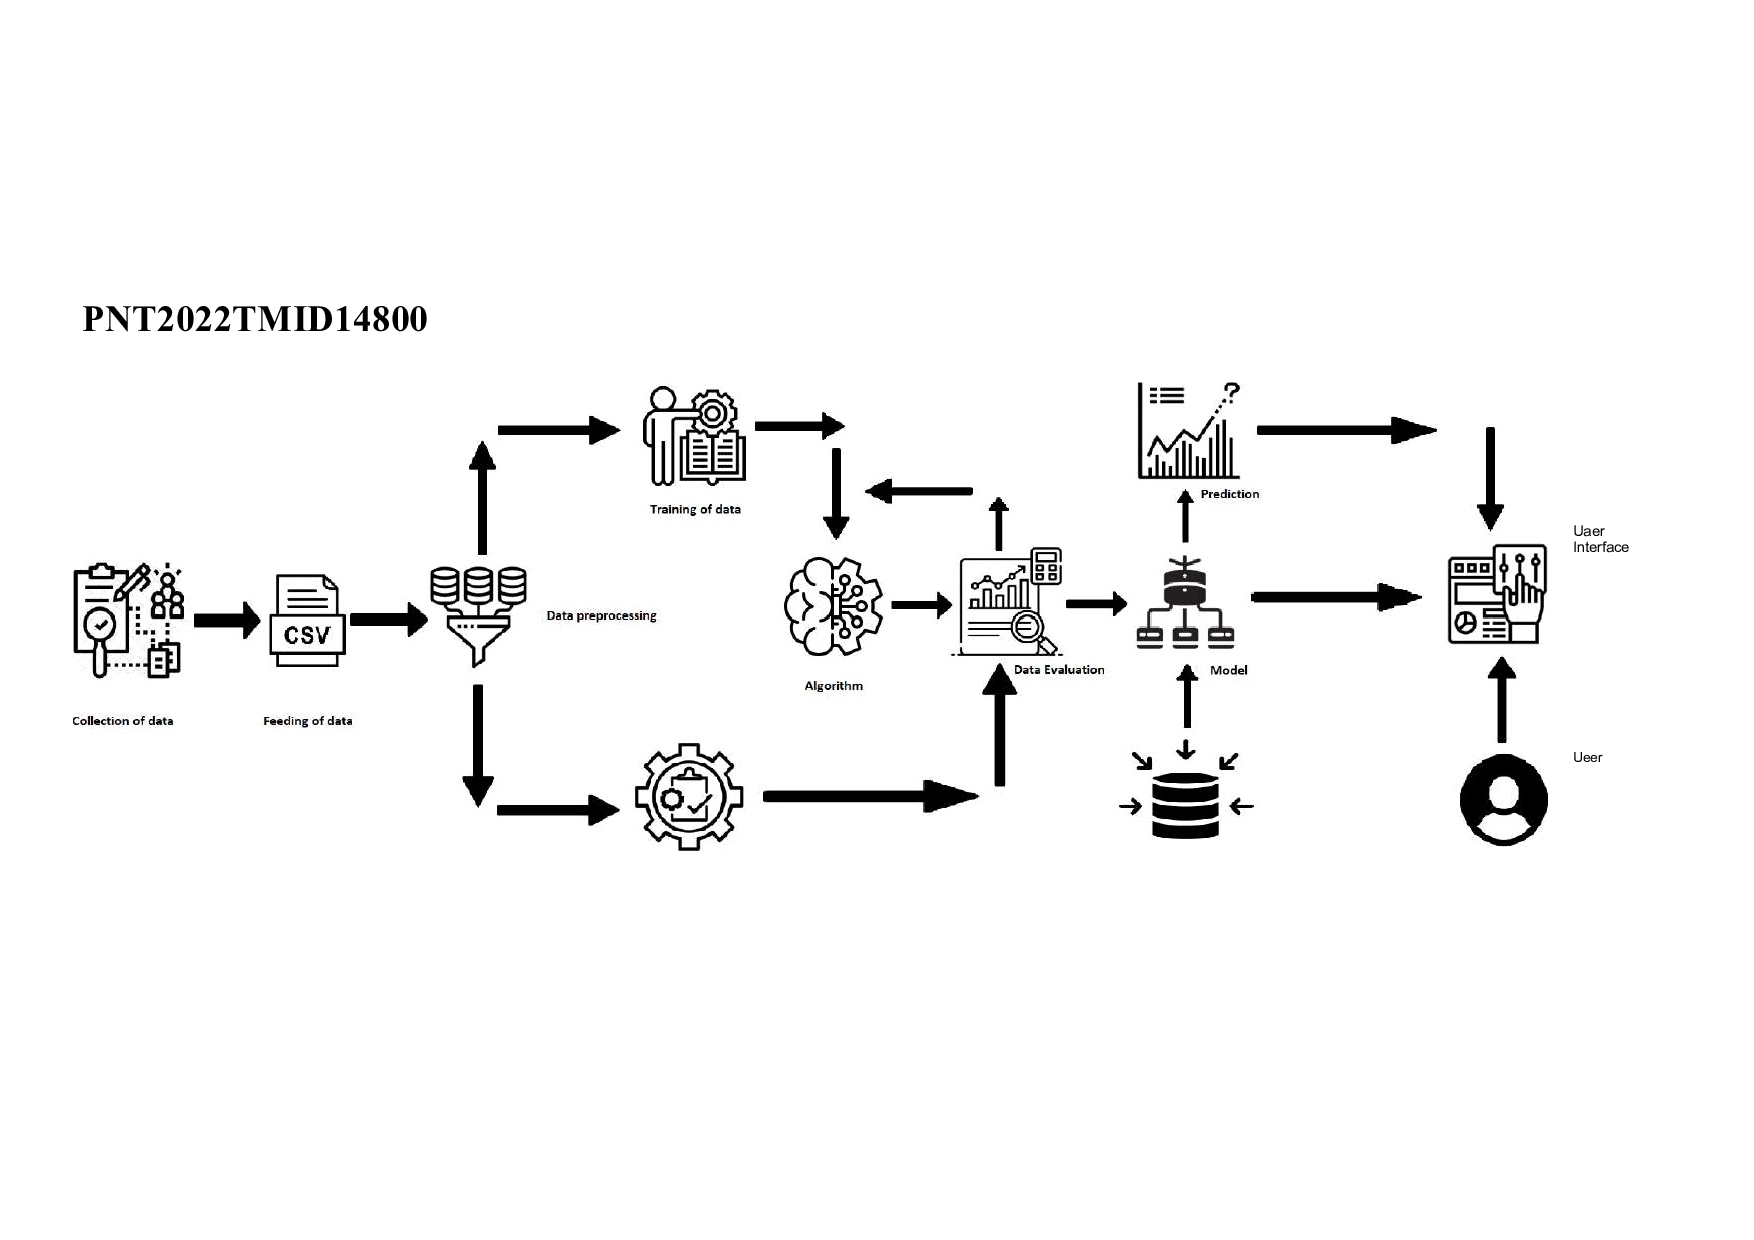 PNT2022TMID14800
Training of data
Prediction
Uaer
Interface
CSV
Data preprocessing
Data Evaluation
Model
Algorithm
Collection of data
Feeding of data
Ueer